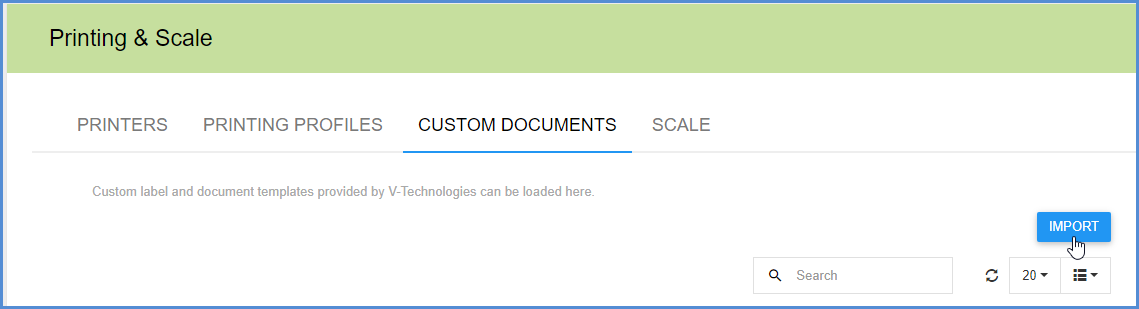 Printing & Scale
PRINTERS PRINTING PROFILES CUSTOM DOCUMENTS SCALE
Custom label and document templates provided by V-Technologies can be loaded here.
IMPORT
Search 20